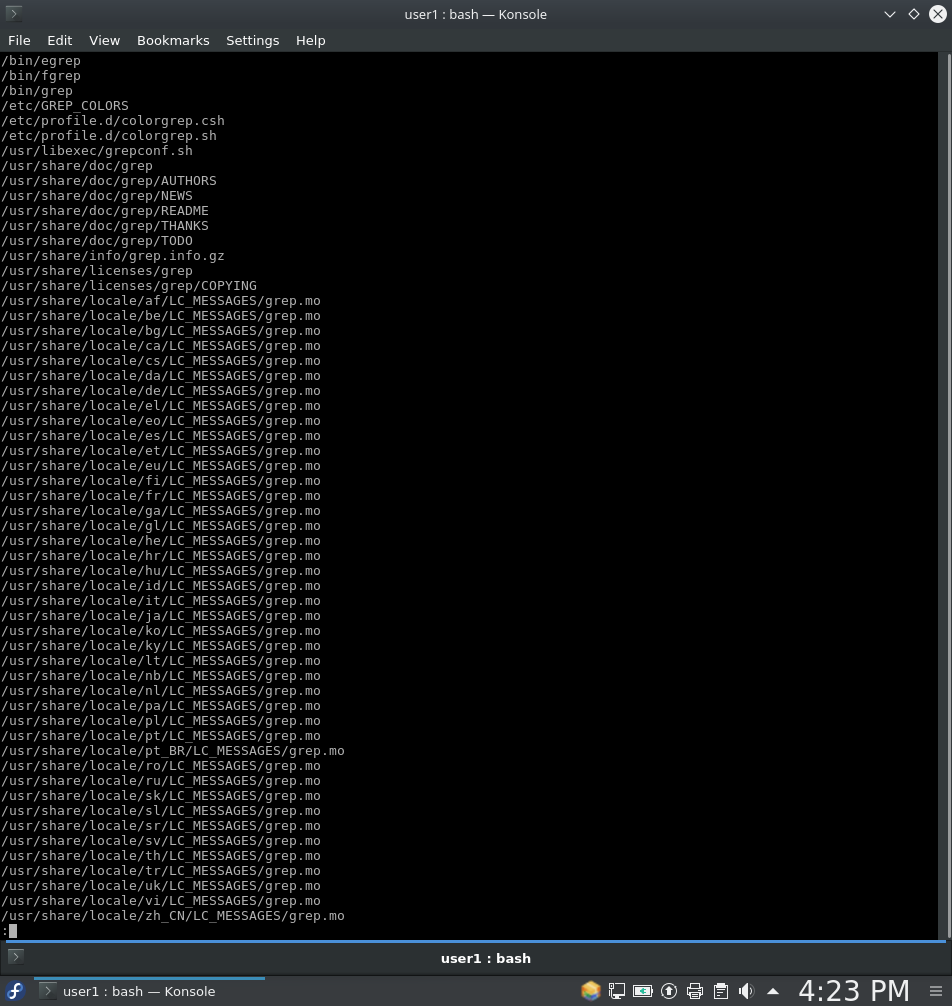 user1 : bash — Konsole
File Edit View Bookmarks Settings Help
/bin/egrep
/bin/fgrep
/bin/grep
/etc/GREP_COLORS
/etc/profile.d/colorgrep.csh
/etc/profile.d/colorgrep.sh
/usr/libexec/grepconf.sh
/usr/share/doc/grep
/usr/share/doc/grep/AUTHORS
/usr/share/doc/grep/NEWS
/usr/share/doc/grep/README
/usr/share/doc/grep/THANKS
/usr/share/doc/grep/TODO
/usr/share/info/grep.info.gz
/usr/share/licenses/grep
/usr/share/licenses/grep/COPYING
/usr/share/locale/af/LC_MESSAGES/grep.mo
/usr/share/locale/be/LC_MESSAGES/grep.mo
/usr/share/locale/bg/LC_MESSAGES/grep.mo
/usr/share/locale/ca/LC_MESSAGES/grep.mo
/usr/share/locale/cs/LC_MESSAGES/grep.mo
/usr/share/locale/da/LC_MESSAGES/grep.mo
/usr/share/locale/de/LC_MESSAGES/grep.mo
/usr/share/locale/el/LC_MESSAGES/grep.mo
/usr/share/locale/eo/LC_MESSAGES/grep.mo
/usr/share/locale/es/LC_MESSAGES/grep.mo
/usr/share/locale/et/LC_MESSAGES/grep.mo
/usr/share/locale/eu/LC_MESSAGES/grep.mo
/usr/share/locale/fi/LC_MESSAGES/grep.mo
/usr/share/locale/fr/LC_MESSAGES/grep.mo
/usr/share/locale/ga/LC_MESSAGES/grep.mo
/usr/share/locale/gl/LC_MESSAGES/grep.mo
/usr/share/locale/he/LC_MESSAGES/grep.mo
/usr/share/locale/hr/LC_MESSAGES/grep.mo
/usr/share/locale/hu/LC_MESSAGES/grep.mo
/usr/share/locale/id/LC_MESSAGES/grep.mo
/usr/share/locale/it/LC_MESSAGES/grep.mo
/usr/share/locale/ja/LC_MESSAGES/grep.mo
/usr/share/locale/ko/LC_MESSAGES/grep.mo
/usr/share/locale/ky/LC_MESSAGES/grep.mo
/usr/share/locale/lt/LC_MESSAGES/grep.mo
/usr/share/locale/nb/LC_MESSAGES/grep.mo
/usr/share/locale/nl/LC_MESSAGES/grep.mo
/usr/share/locale/pa/LC_MESSAGES/grep.mo
/usr/share/locale/pl/LC_MESSAGES/grep.mo
/usr/share/locale/pt/LC_MESSAGES/grep.mo
/usr/share/locale/pt_BR/LC_MESSAGES/grep.mo
/usr/share/locale/ro/LC_MESSAGES/grep.mo
/usr/share/locale/ru/LC_MESSAGES/grep.mo
/usr/share/locale/sk/LC_MESSAGES/grep.mo
/usr/share/locale/sl/LC_MESSAGES/grep.mo
/usr/share/locale/sr/LC_MESSAGES/grep.mo
/usr/share/locale/sv/LC_MESSAGES/grep.mo
/usr/share/locale/th/LC_MESSAGES/grep.mo
/usr/share/locale/tr/LC_MESSAGES/grep.mo
/usr/share/locale/uk/LC_MESSAGES/grep.mo
/usr/share/locale/vi/LC_MESSAGES/grep.mo
/usr/share/locale/zh_CN/LC_MESSAGES/grep.mo
:
user1 : bash
user1 : bash — Konsole 4:23 PM